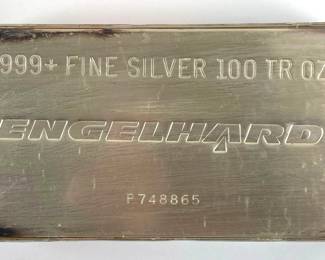 999+ FINE SILVER 100 TR OZ
ENGELHARD
P748865